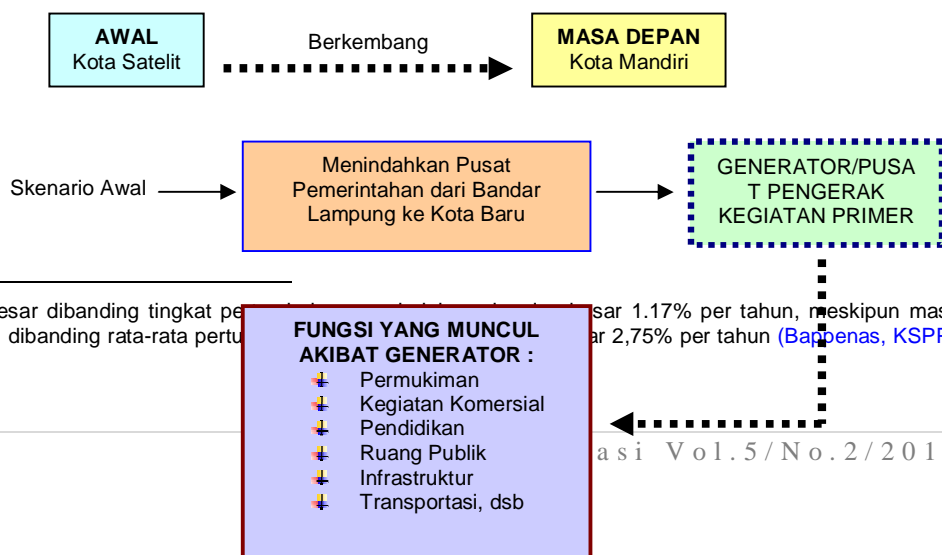 AWAL
Kota Satelit
Berkembang
MASA DEPAN
Kota Mandiri
Skenario Awal
Menindahkan Pusat
Pemerintahan dari Bandar
Lampung ke Kota Baru
GENERATOR/PUSA
T PENGERAK
KEGIATAN PRIMER
esar dibanding tingkat sar 1.17% per tahun, meskipun mas
dibanding rata-rata pertu ar 2,75% per tahun (Bappenas, KSPP
FUNGSI YANG MUNCUL
AKIBAT GENERATOR :
Permukiman
Kegiatan Komersial
Pendidikan
Ruang Publik
Infrastruktur
Transportasi, dsb
asi Vol.5/No.2/201